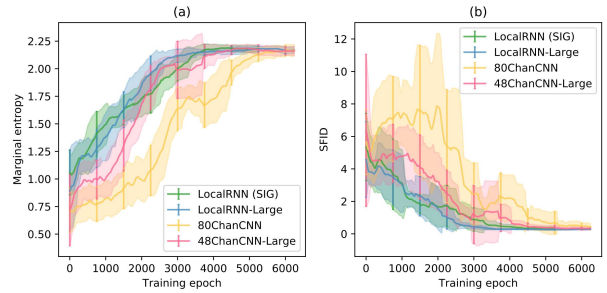 (a)
Marginal entropy
2.25
2.00
1.75
1.50
1.25
1.00
0.75
0.50
0 1000 2000 3000 4000 5000 6000
Training epoch
LocalRNN (SIG)
LocalRNN-Large
80ChanCNN
48ChanCNN-Large
(b)
SFID
12
10
8
6
4
2
0
0 1000 2000 3000 4000 5000 6000
Training epoch
LocalRNN (SIG)
LocalRNN-Large
80ChanCNN
48ChanCNN-Large